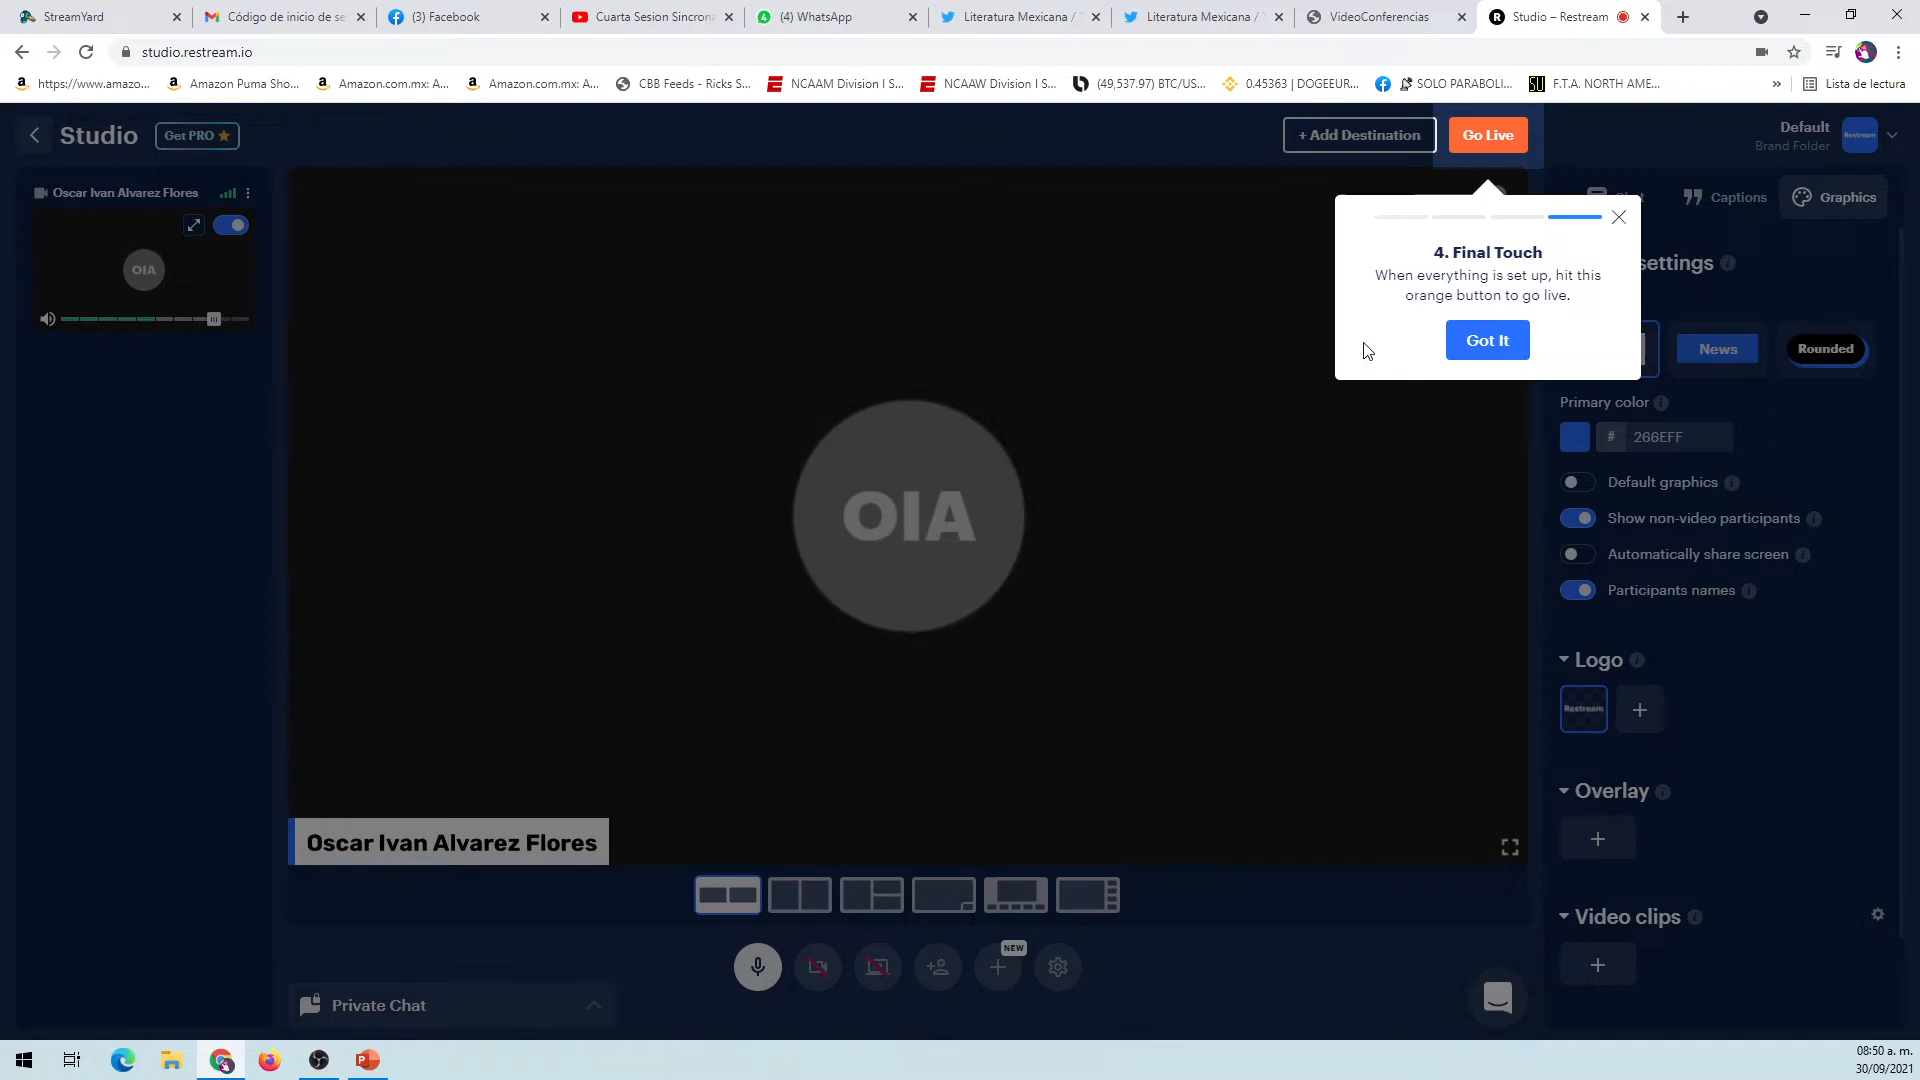 StreamYard
Código de inicio de se
(3) Facebook
Cuarta Sesion Sincron
(4) WhatsApp
Literatura Mexicana /
Literatura Mexicana /
VideoConferencias
Studio – Restream
studio.restream.io
https://www.amazo...
Amazon Puma Sho...
Amazon.com.mx: A...
Amazon.com.mx: A...
CBB Feeds - Ricks S...
NCAAM Division I S...
NCAAW Division I S...
(49,537.97) BTC/US...
0.45363 | DOGEEUR...
SOLO PARABOLI...
F.T.A. NORTH AME...
»
Lista de lectura
Studio
Get PRO
+ Add Destination
Go Live
Default
Brand Folder
Restream
Oscar Ivan Alvarez Flores
OIA
Captions
Graphics
4. Final Touch
When everything is set up, hit this
orange button to go live.
Got It
settings
News
Rounded
Primary color
# 266EFF
Default graphics
Show non-video participants
Automatically share screen
Participants names
OIA
Logo
Restream
Overlay
Oscar Ivan Alvarez Flores
Video clips
NEW
Private Chat
08:50 a. m.
30/09/2021